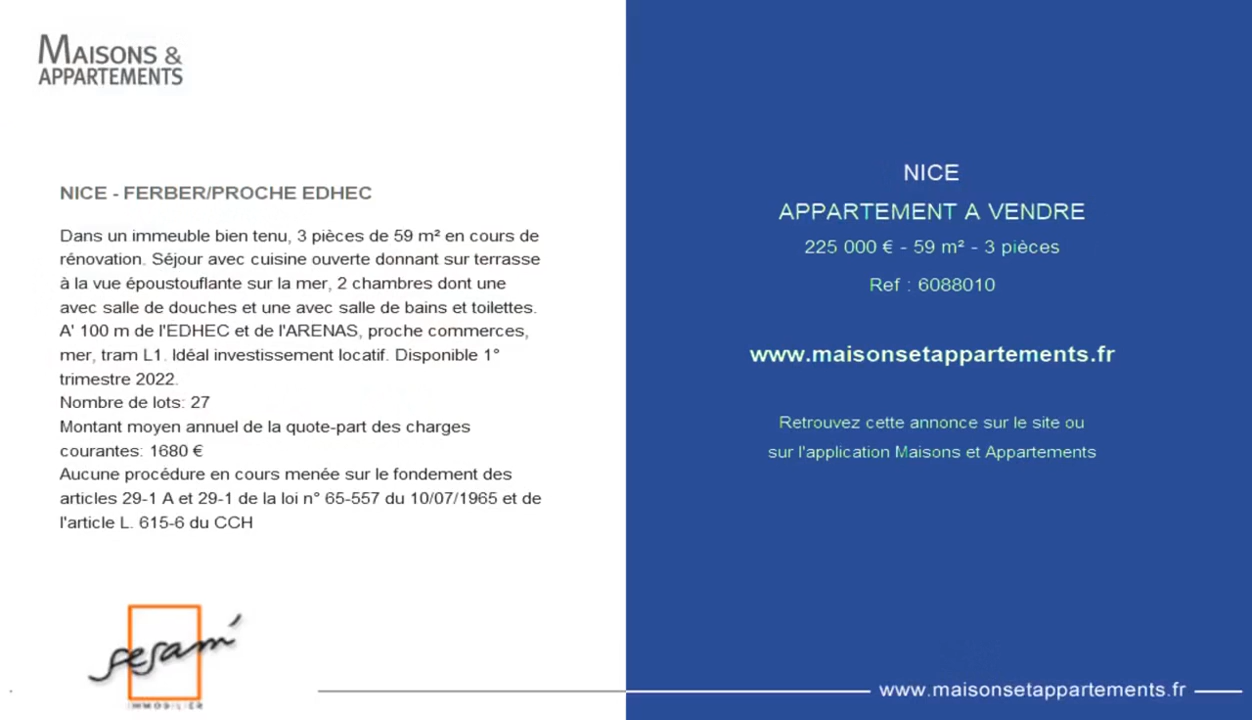 MAISONS &
APPARTEMENTS
NICE - FERBER/PROCHE EDHEC
Dans un immeuble bien tenu, 3 pièces de 59 m² en cours de
rénovation. Séjour avec cuisine ouverte donnant sur terrasse
à la vue époustouflante sur la mer, 2 chambres dont une
avec salle de douches et une avec salle de bains et toilettes.
A' 100 m de l'EDHEC et de l'ARENAS, proche commerces,
mer, tram L1. Idéal investissement locatif. Disponible 1°
trimestre 2022.
Nombre de lots: 27
Montant moyen annuel de la quote-part des charges
courantes: 1680 €
Aucune procédure en cours menée sur le fondement des
articles 29-1 A et 29-1 de la loi n° 65-557 du 10/07/1965 et de
l'article L. 615-6 du CCH
sesam'
IMMOBILIER
NICE
APPARTEMENT A VENDRE
225 000 € - 59 m² - 3 pièces
Ref : 6088010
www.maisonsetappartements.fr
Retrouvez cette annonce sur le site ou
sur l'application Maisons et Appartements
www.maisonsetappartements.fr